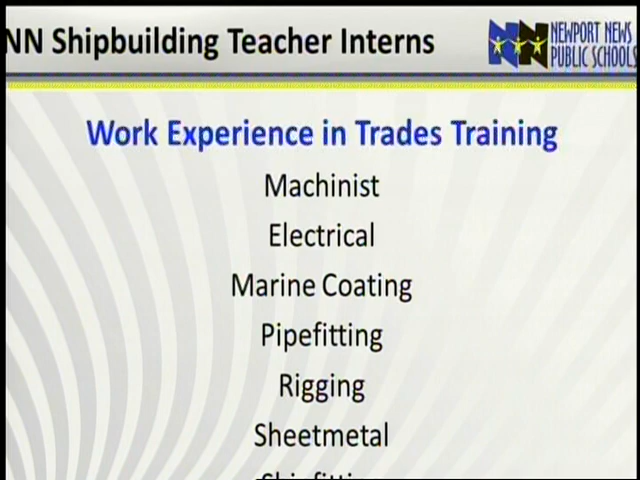 NN Shipbuilding Teacher Interns
NEWPORT NEWS
PUBLIC SCHOOLS
Work Experience in Trades Training
Machinist
Electrical
Marine Coating
Pipefitting
Rigging
Sheetmetal